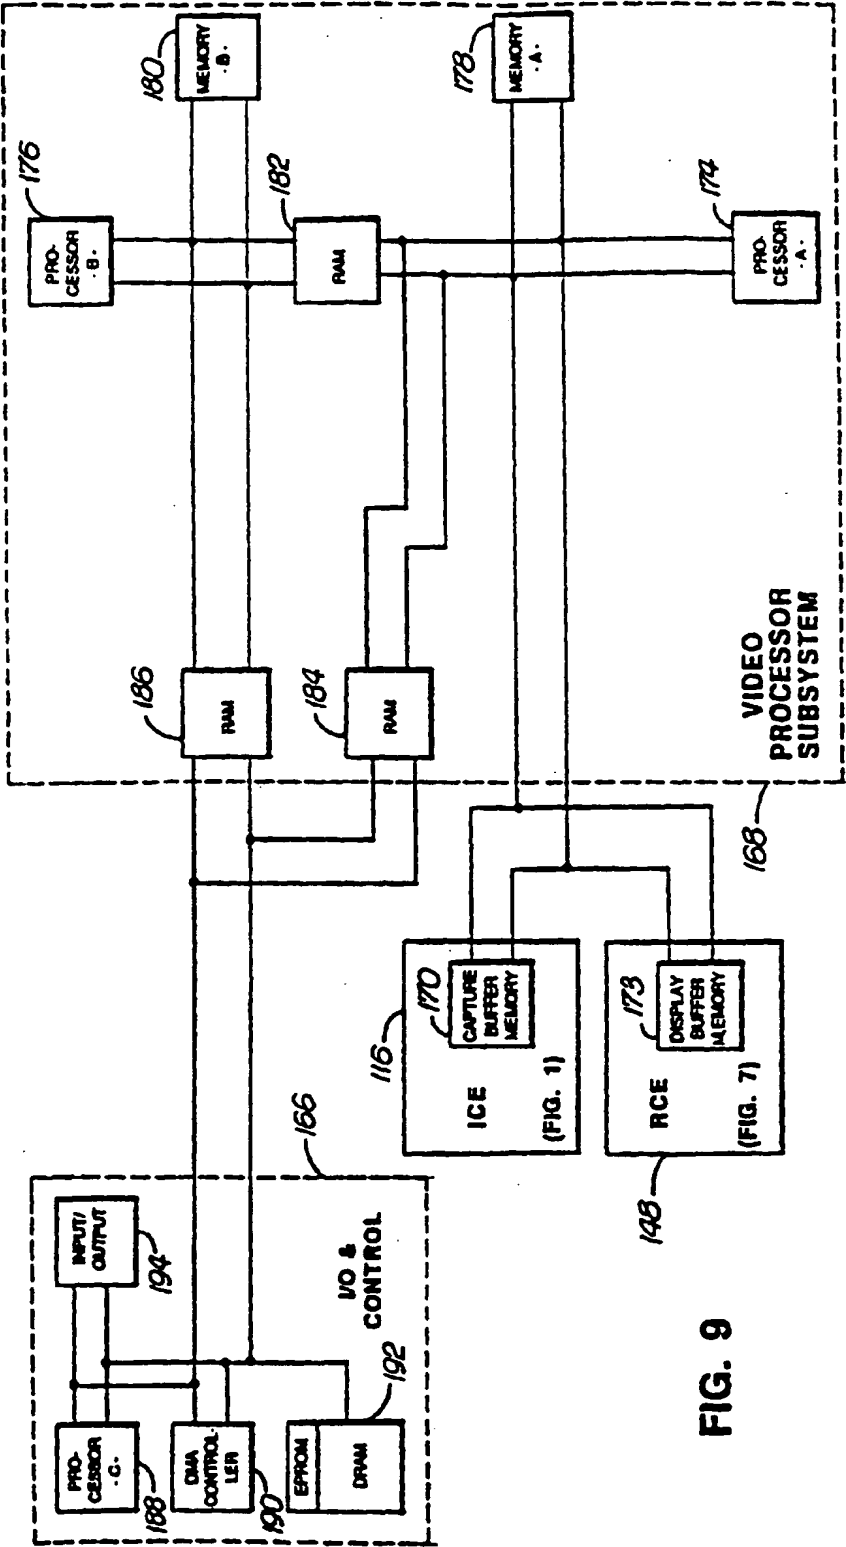 166
PRO-
CESSOR
-C-
188
INPUT/
OUTPUT
194
DMA
CONTROL-
LER
190
EPROM
DRAM
192
I/O &
CONTROL
186
RAM
184
RAM
PRO-
CESSOR
-B-
176
MEMORY
-B-
180
RAM
182
MEMORY
-A-
178
PRO-
CESSOR
-A-
174
VIDEO
PROCESSOR
SUBSYSTEM
168
116
170
CAPTURE
BUFFER
MEMORY
ICE
(FIG. 1)
173
DISPLAY
BUFFER
MEMORY
RCE
(FIG. 7)
148
FIG. 9